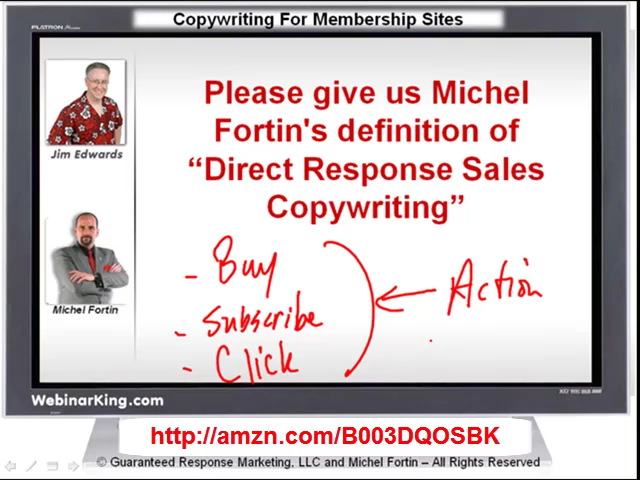 Copywriting For Membership Sites
Please give us Michel
Fortin's definition of
“Direct Response Sales
Copywriting”
Jim Edwards
Michel Fortin
- Buy
- Subscribe
- Click
Action
WebinarKing.com
http://amzn.com/B003DQOSBK
© Guaranteed Response Marketing, LLC and Michel Fortin – All Rights Reserved